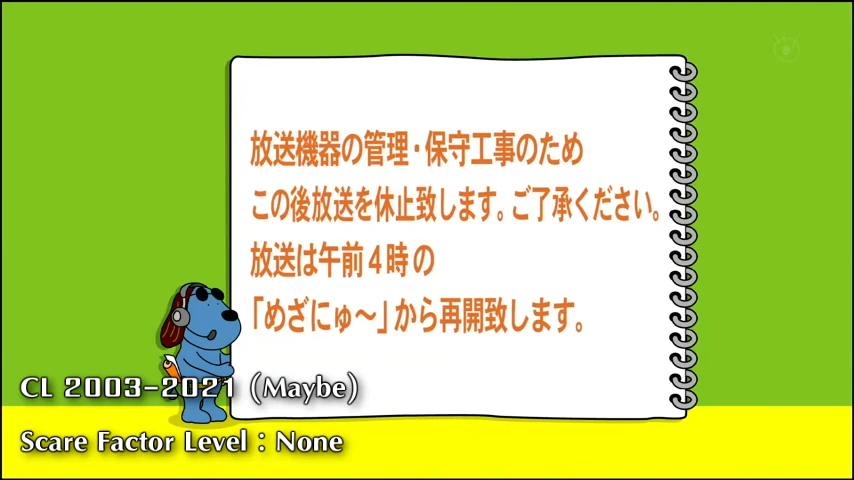 放送機器の管理・保守工事のため
この後放送を休止致します。ご了承ください。
放送は午前4時の
「めざにゅ～」から再開致します。
CL 2003-2021 (Maybe)
Scare Factor Level : None